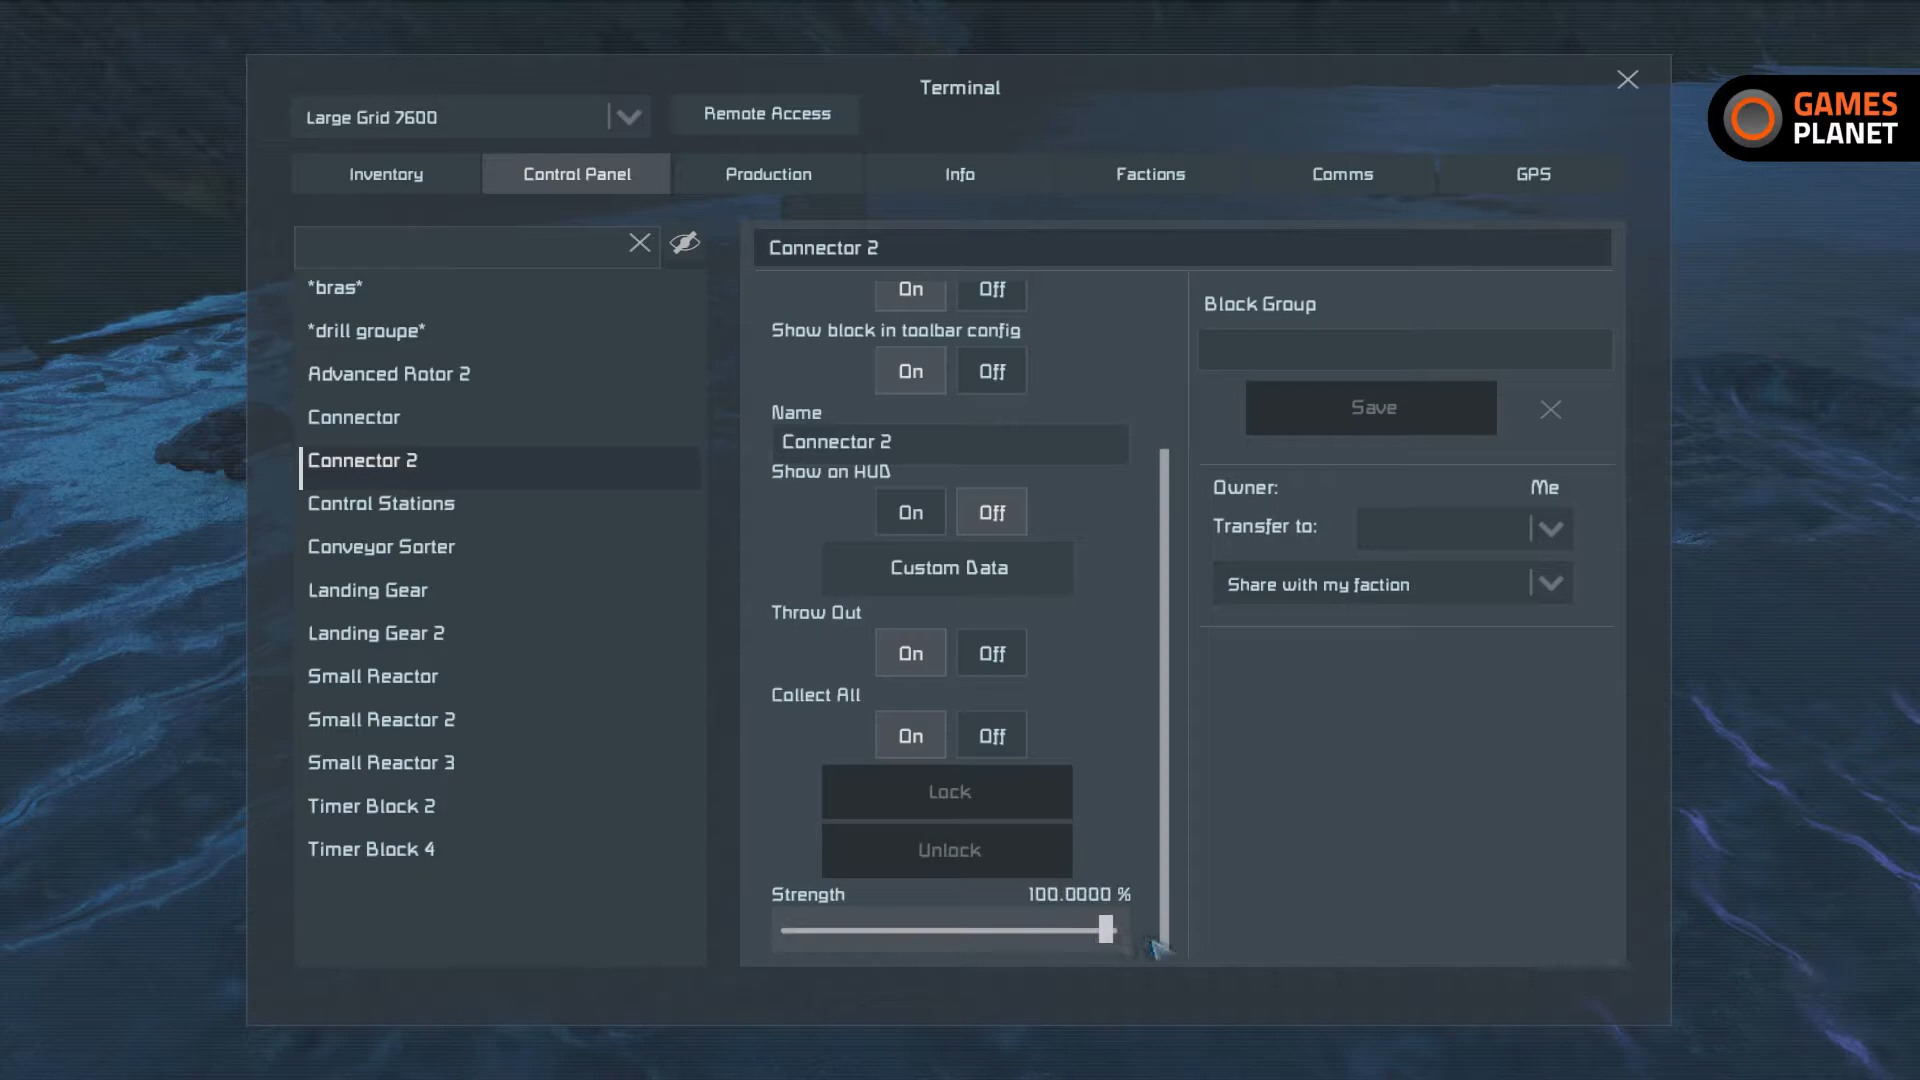 Terminal
Large Grid 7600
Remote Access
GAMES
PLANET
Inventory
Control Panel
Production
Info
Factions
Comms
GPS
*bras*
*drill groupe*
Advanced Rotor 2
Connector
Connector 2
Control Stations
Conveyor Sorter
Landing Gear
Landing Gear 2
Small Reactor
Small Reactor 2
Small Reactor 3
Timer Block 2
Timer Block 4
Connector 2
On Off
Show block in toolbar config
On Off
Name
Connector 2
Show on HUD
On Off
Custom Data
Throw Out
On Off
Collect All
On Off
Lock
Unlock
Strength 100.0000 %
Block Group
Save
Owner: Me
Transfer to:
Share with my faction